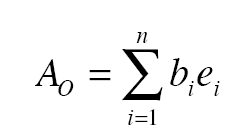 A_O = \sum_{i=1}^{n} b_i e_i